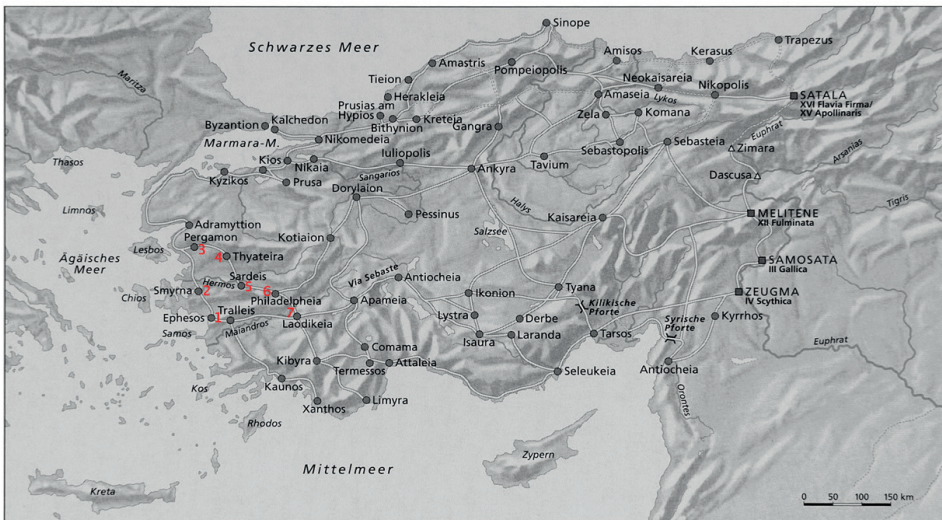 Sinope
Schwarzes Meer
Trapezus
Amisos
Kerasus
Amastris
Pompeiopolis
Maritza
Tieion
Neokaisareia
Nikopolis
Herakleia
Amaseia
Lykos
SATALA
XVI Flavia Firma/
XV Apollinaris
Prusias am
Hypios
Kalchedon
Byzantion
Bithynion
Kreteja
Gangra
Zela
Komana
Euphrat
Marmara-M.
Nikomedeia
Iuliopolis
Sebastopolis
Sebasteia
Zimara
Arsanias
Thasos
Kios
Nikaia
Sangarios
Ankyra
Tavium
Kyzikos
Prusa
Dorylaion
Dascusa
Tigris
Limnos
Pessinus
Halys
Kaisareia
MELITENE
XII Fulminata
Adramyttion
Salzsee
Pergamon
Kotiaion
Lesbos
3
4
Thyateira
Ägäisches
Meer
SAMOSATA
III Gallica
Sardeis
Via Sebaste
Antiocheia
Hermos
5
6
Smyrna
2
Philadelpheia
Ikonion
Tyana
ZEUGMA
IV Scythica
Chios
Tralleis
Apameia
Kilikische
Pforte
Ephesos
1
7
Laodikeia
Lystra
Derbe
Syrische
Pforte
Kyrrhos
Samos
Maiandros
Isaura
Laranda
Tarsos
Euphrat
Comama
Kibyra
Termessos
Attaleia
Antiocheia
Seleukeia
Kos
Kaunos
Orontes
Xanthos
Limyra
Rhodos
Zypern
Mittelmeer
Kreta
0 50 100 150 km